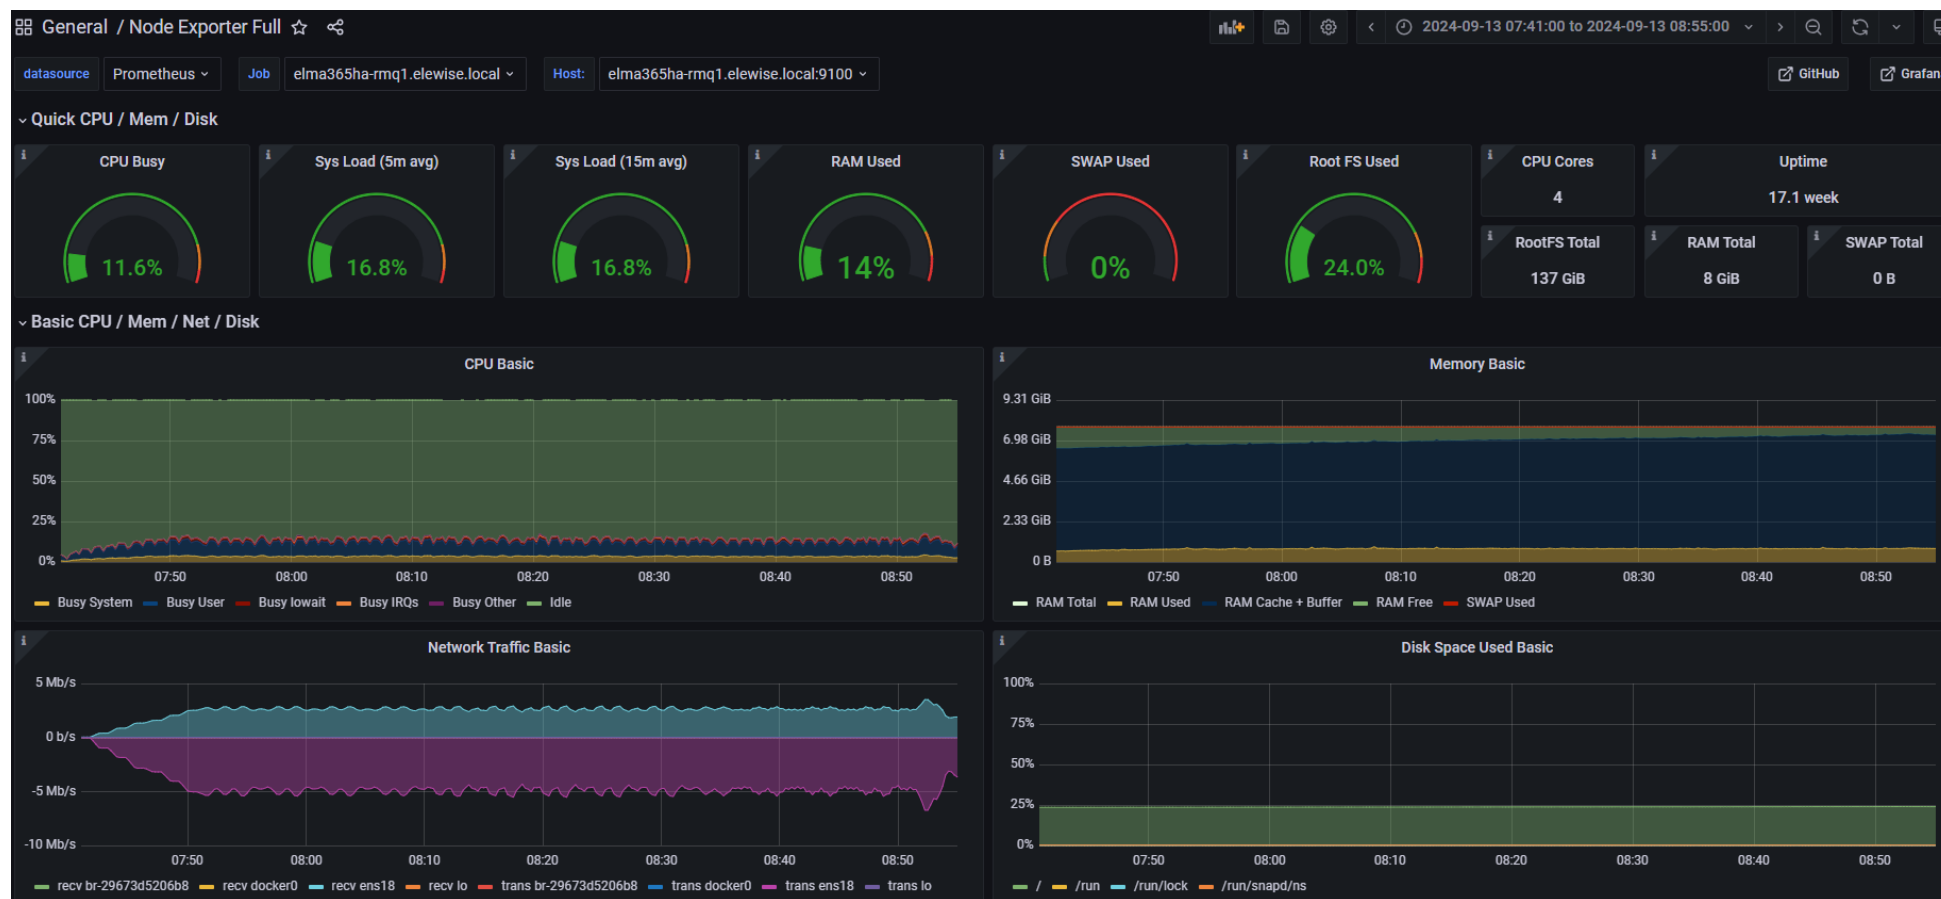 General / Node Exporter Full
2024-09-13 07:41:00 to 2024-09-13 08:55:00
datasource Prometheus Job elma365ha-rmq1.elewise.local Host: elma365ha-rmq1.elewise.local:9100 GitHub Grafan
Quick CPU / Mem / Disk
CPU Busy
11.6%
Sys Load (5m avg)
16.8%
Sys Load (15m avg)
16.8%
RAM Used
14%
SWAP Used
0%
Root FS Used
24.0%
CPU Cores
4
Uptime
17.1 week
RootFS Total
137 GiB
RAM Total
8 GiB
SWAP Total
0 B
Basic CPU / Mem / Net / Disk
CPU Basic
100%
75%
50%
25%
0%
07:50 08:00 08:10 08:20 08:30 08:40 08:50
Busy System Busy User Busy Iowait Busy IRQs Busy Other Idle
Memory Basic
9.31 GiB
6.98 GiB
4.66 GiB
2.33 GiB
0 B
07:50 08:00 08:10 08:20 08:30 08:40 08:50
RAM Total RAM Used RAM Cache + Buffer RAM Free SWAP Used
Network Traffic Basic
5 Mb/s
0 b/s
-5 Mb/s
-10 Mb/s
07:50 08:00 08:10 08:20 08:30 08:40 08:50
recv br-29673d5206b8 recv docker0 recv ens18 recv lo trans br-29673d5206b8 trans docker0 trans ens18 trans lo
Disk Space Used Basic
100%
75%
50%
25%
0%
07:50 08:00 08:10 08:20 08:30 08:40 08:50
/ /run /run/lock /run/snapd/ns